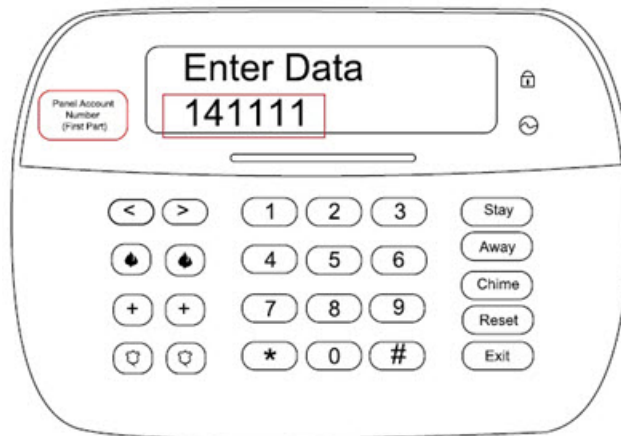 Enter Data
141111
Panel Account
Number
(First Part)
< >
1 2 3
Stay
4 5 6
Away
Chime
+ +
7 8 9
Reset
* 0 #
Exit